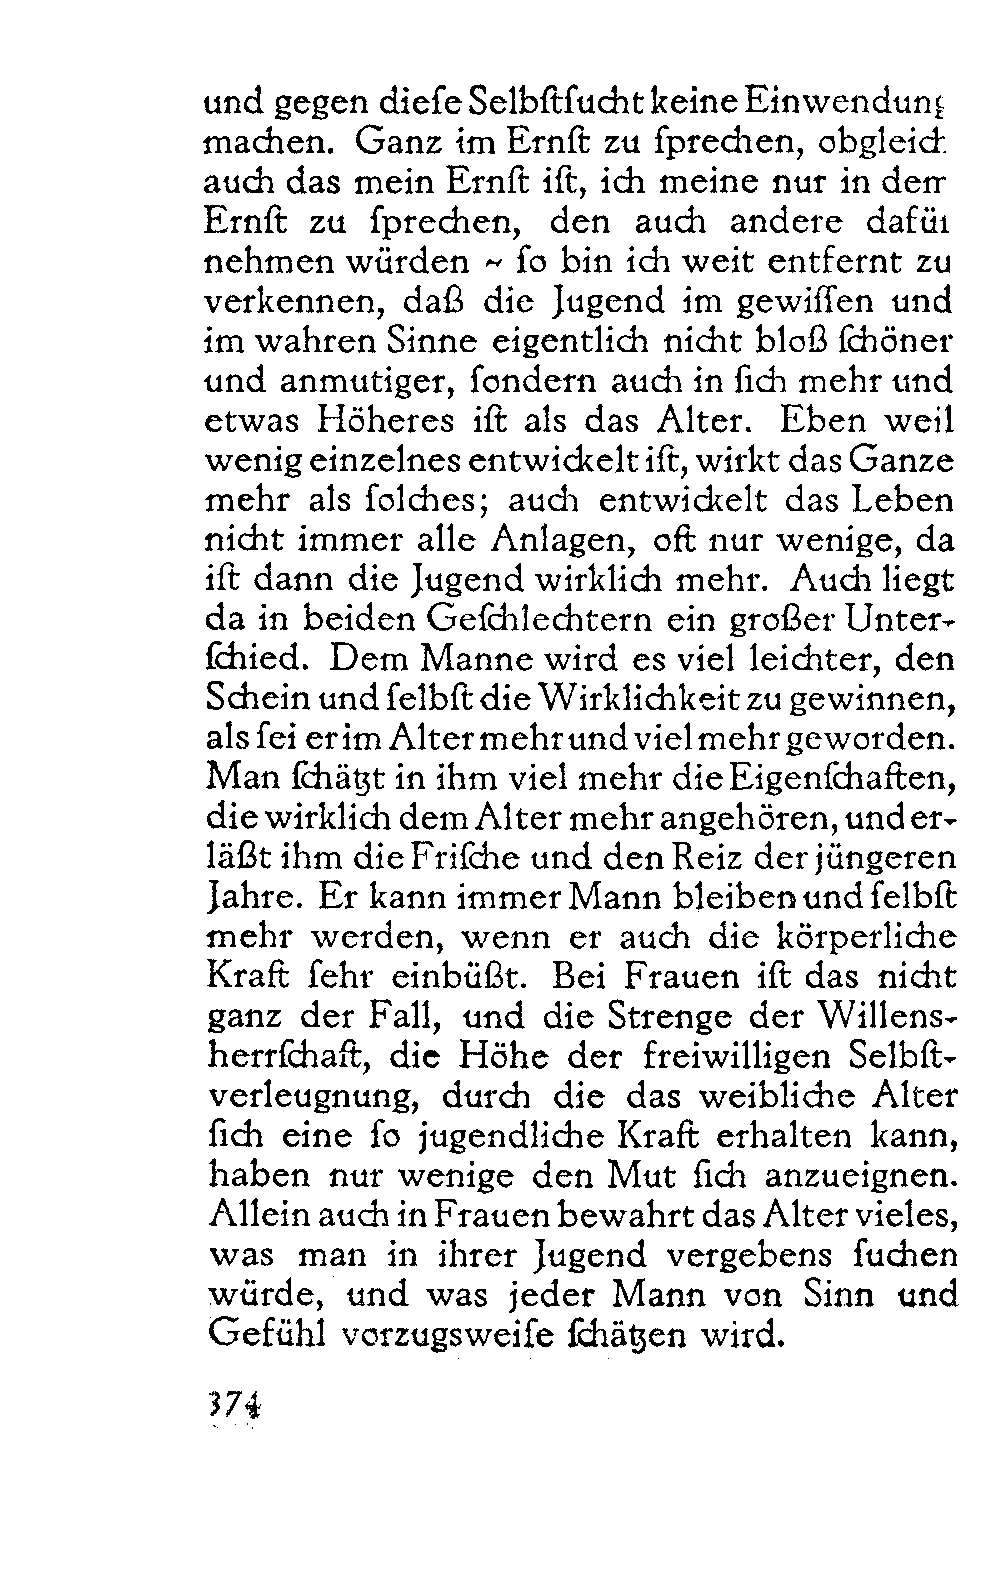 und gegen dieſe Selbſtſucht keine Einwendung
machen. Ganz im Ernſt zu ſprechen, obgleich
auch das mein Ernſt iſt, ich meine nur in dem
Ernſt zu ſprechen, den auch andere dafür
nehmen würden ~ ſo bin ich weit entfernt zu
verkennen, daß die Jugend im gewiſſen und
im wahren Sinne eigentlich nicht bloß ſchöner
und anmutiger, ſondern auch in ſich mehr und
etwas Höheres iſt als das Alter. Eben weil
wenig einzelnes entwickelt iſt, wirkt das Ganze
mehr als ſolches; auch entwickelt das Leben
nicht immer alle Anlagen, oft nur wenige, da
iſt dann die Jugend wirklich mehr. Auch liegt
da in beiden Geſchlechtern ein großer Unter-
ſchied. Dem Manne wird es viel leichter, den
Schein und ſelbſt die Wirklichkeit zu gewinnen,
als ſei er im Alter mehr und viel mehr geworden.
Man ſchätzt in ihm viel mehr die Eigenſchaften,
die wirklich dem Alter mehr angehören, und er-
läßt ihm die Friſche und den Reiz der jüngeren
Jahre. Er kann immer Mann bleiben und ſelbſt
mehr werden, wenn er auch die körperliche
Kraft ſehr einbüßt. Bei Frauen iſt das nicht
ganz der Fall, und die Strenge der Willens-
herrſchaft, die Höhe der freiwilligen Selbſt-
verleugnung, durch die das weibliche Alter
ſich eine ſo jugendliche Kraft erhalten kann,
haben nur wenige den Mut ſich anzueignen.
Allein auch in Frauen bewahrt das Alter vieles,
was man in ihrer Jugend vergebens ſuchen
würde, und was jeder Mann von Sinn und
Gefühl vorzugsweiſe ſchätzen wird.
374